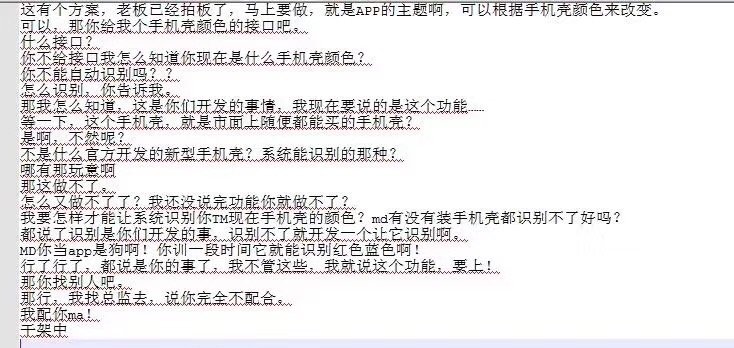 这有个方案，老板已经拍板了，马上要做，就是APP的主题啊，可以根据手机壳颜色来改变。
可以，那你给我个手机壳颜色的接口吧。
什么接口？
你不给接口我怎么知道你现在是什么手机壳颜色？
你不能自动识别吗？？
怎么识别，你告诉我。
那我怎么知道，这是你们开发的事情，我现在要说的是这个功能……
等一下，这个手机壳，就是市面上随便都能买的手机壳？
是啊，不然呢？
不是什么官方开发的新型手机壳？系统能识别的那种？
哪有那玩意啊
那这做不了。
怎么又做不了了？我还没说完功能你就做不了？
我要怎样才能让系统识别你TM现在手机壳的颜色？md有没有装手机壳都识别不了好吗？
都说了识别是你们开发的事，识别不了就开发一个让它识别啊。
MD你当app是狗啊！你训一段时间它就能识别红色蓝色啊！
行了行了，都说是你的事了，我不管这些，我就说这个功能，要上！
那你找别人吧。
那行，我找总监去，说你完全不配合。
我配你ma！
干架中